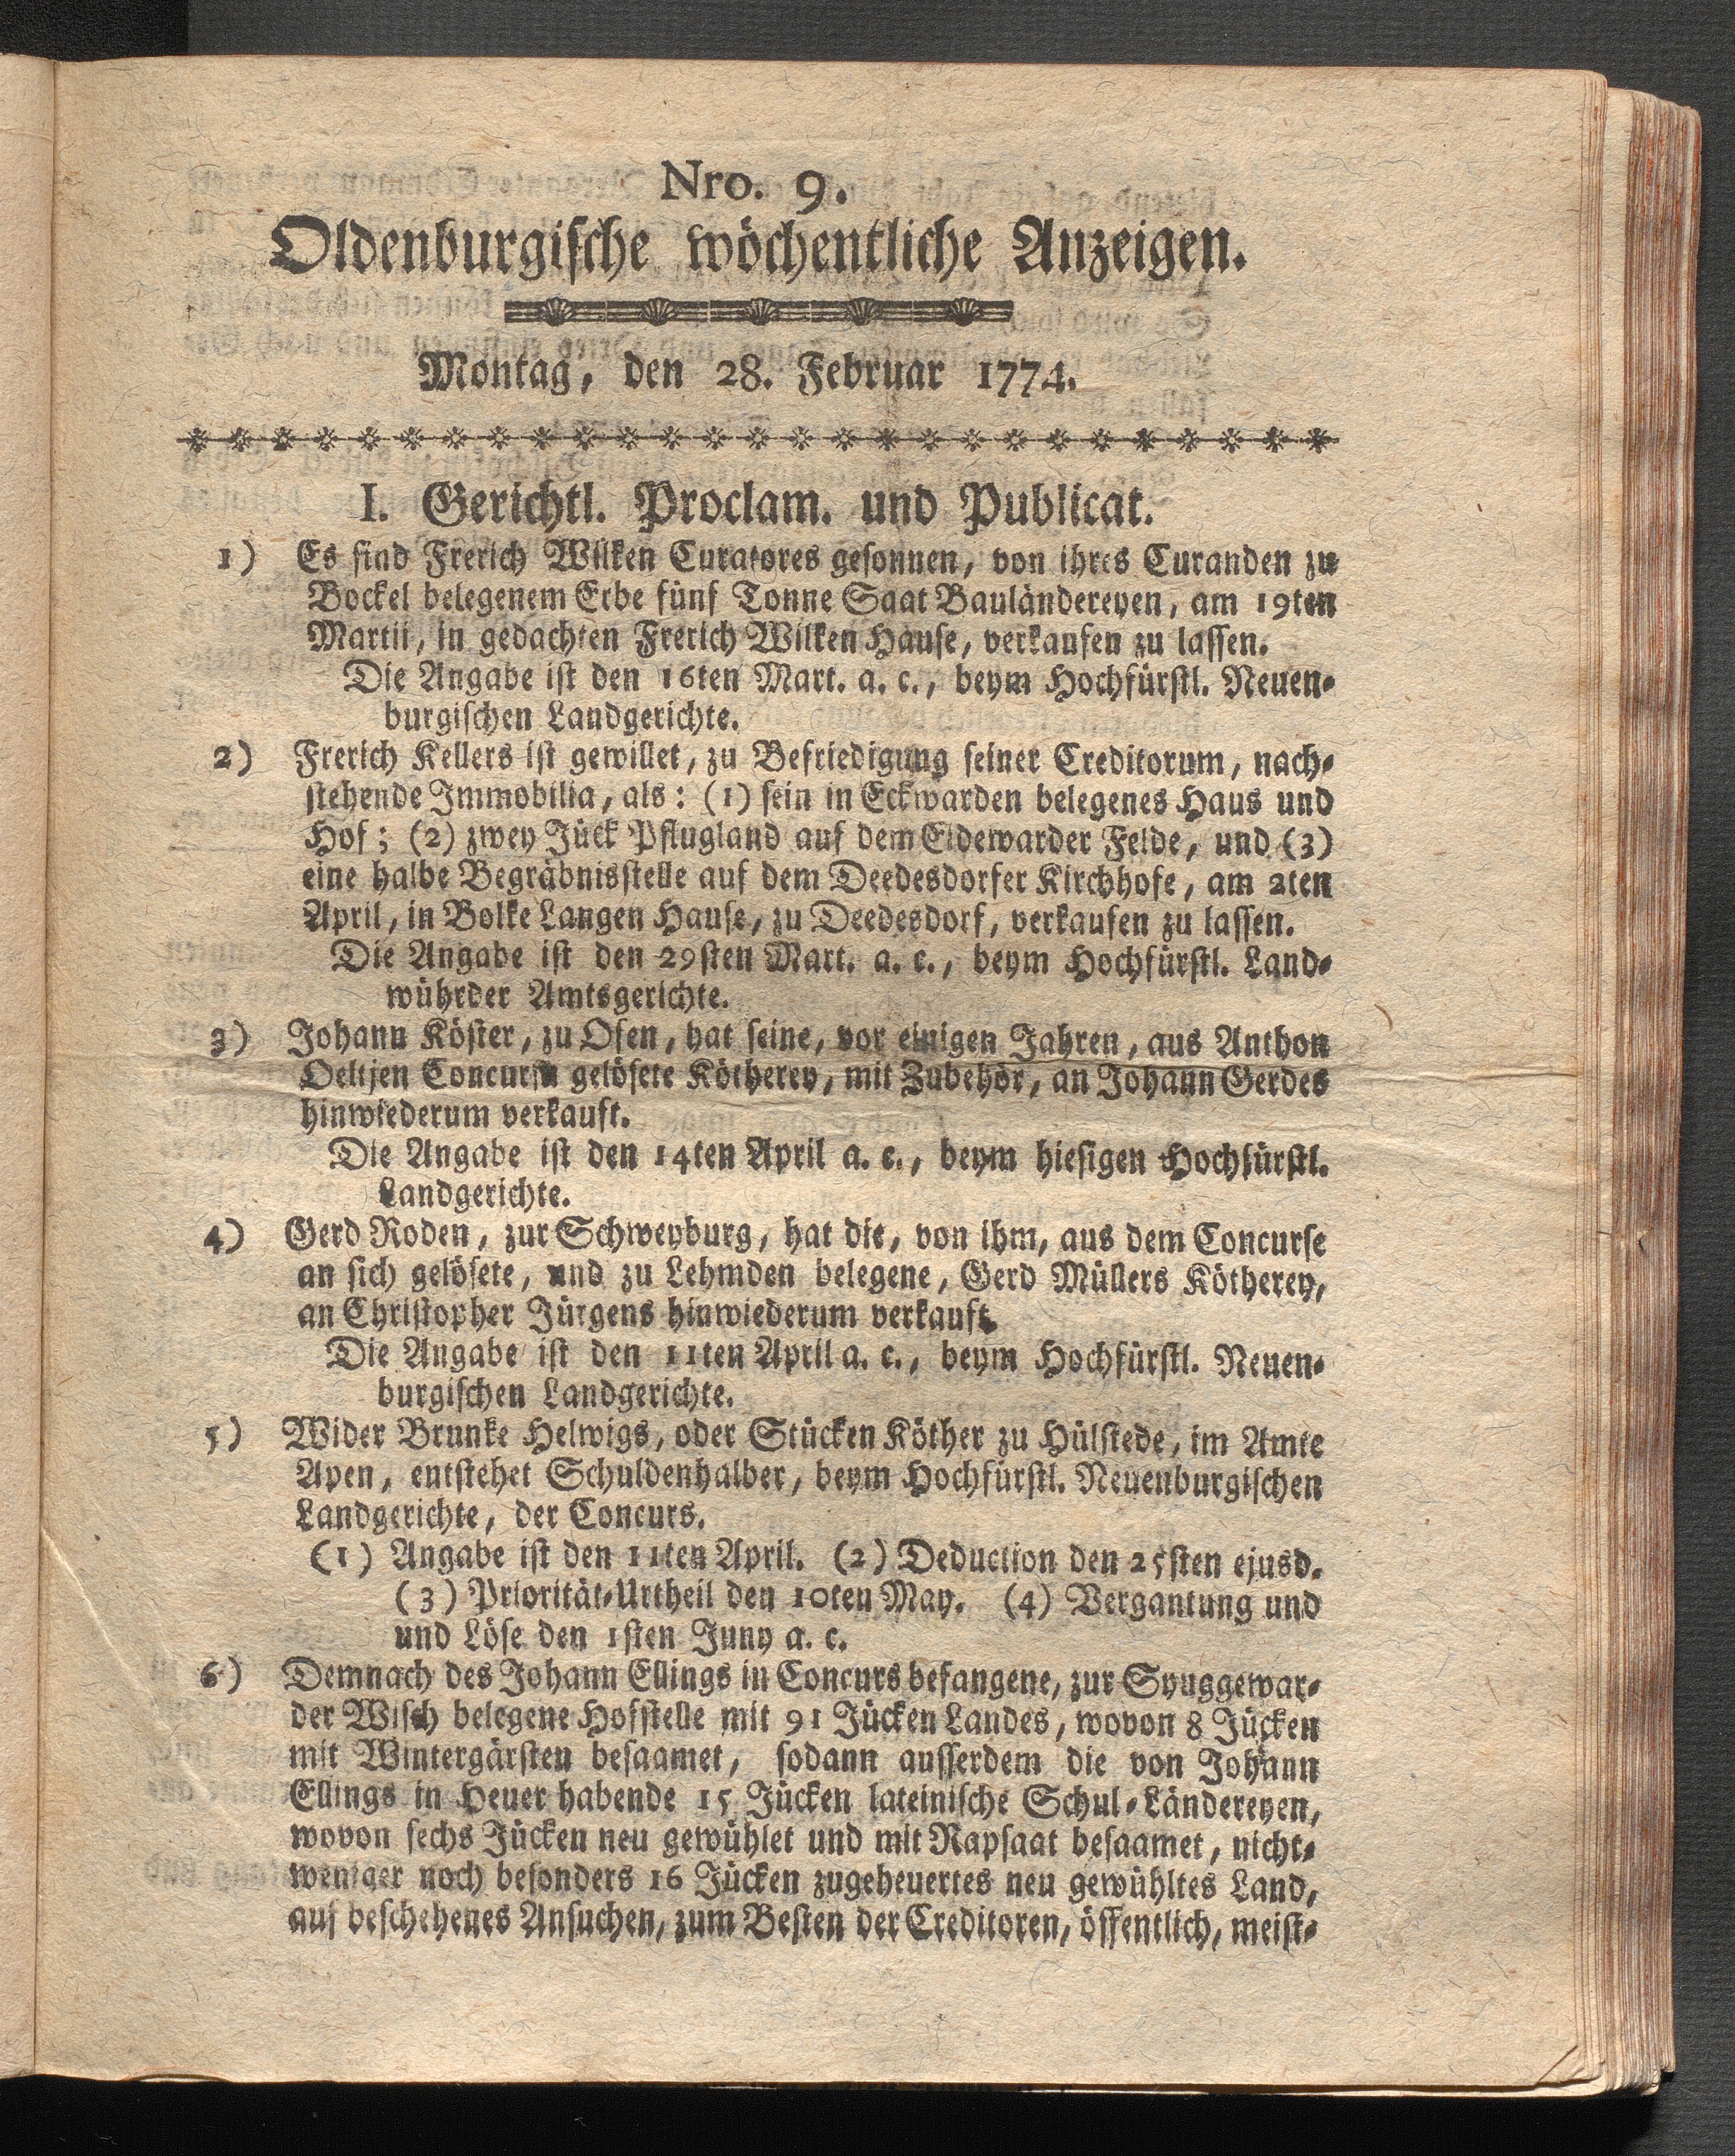 Nro. 9.
Oldenburgische wöchentliche Anzeigen.
Montag, den 28. Februar 1774.
I. Gerichtl. Proclam. und Publicat.
1) Es sind Frerich Wilken Curatores gesonnen, von ihres Curanden zu
Bockel belegenem Erbe fünf Tonne Saat Bauländereyen, am 19ten
Martii, in gedachten Frerich Wilken Hause, verkaufen zu lassen.
Die Angabe ist den 16ten Mart. a. c., beym Hochfürstl. Neuen-
burgischen Landgerichte.
2) Frerich Kellers ist gewillet, zu Befriedigung seiner Creditorum, nach-
stehende Immobilia, als: (1) sein in Eckwarden belegenes Haus und
Hof; (2) zwey Jück Pflugland auf dem Eidewarder Felde, und (3)
eine halbe Begräbnisstelle auf dem Deedesdorfer Kirchhofe, am 2ten
April, in Bolke Langen Hause, zu Deedesdorf, verkaufen zu lassen.
Die Angabe ist den 29sten Mart. a. c., beym Hochfürstl. Land-
wührder Amtsgerichte.
3) Johann Köster, zu Ofen, hat seine, vor einigen Jahren, aus Anthon
Oeltjen Concurse gelösete Kötherey, mit Zubehör, an Johann Gerdes
hinwiederum verkauft.
Die Angabe ist den 14ten April a. c., beym hiesigen Hochfürstl.
Landgerichte.
4) Gerd Roden, zur Schweyburg, hat die, von ihm, aus dem Concurse
an sich gelösete, und zu Lehmden belegene, Gerd Müllers Kötherey,
an Christopher Jürgens hinwiederum verkauft.
Die Angabe ist den 11ten April a. c., beym Hochfürstl. Neuen-
burgischen Landgerichte.
5) Wider Brunke Helwigs, oder Stücken Köther zu Hülstede, im Amte
Apen, entstehet Schuldenhalber, beym Hochfürstl. Neuenburgischen
Landgerichte, der Concurs.
(1) Angabe ist den 11ten April. (2) Deduction den 25sten ejusd.
(3) Priorität-Urtheil den 10ten May. (4) Vergantung und
und Löse den 1sten Juny a. c.
6) Demnach des Johann Ellings in Concurs befangene, zur Syuggewar-
der Wisch belegene Hofstelle mit 91 Jücken Landes, wovon 8 Jücken
mit Wintergärsten besaamet, sodann ausserdem die von Johann
Ellings in Heuer habende 15 Jücken lateinische Schul-Ländereyen,
wovon sechs Jücken neu gewühlet und mit Rapsaat besaamet, nicht-
weniger noch besonders 16 Jücken zugeheuertes neu gewühltes Land,
auf beschehenes Ansuchen, zum Besten der Creditoren, öffentlich, meist-